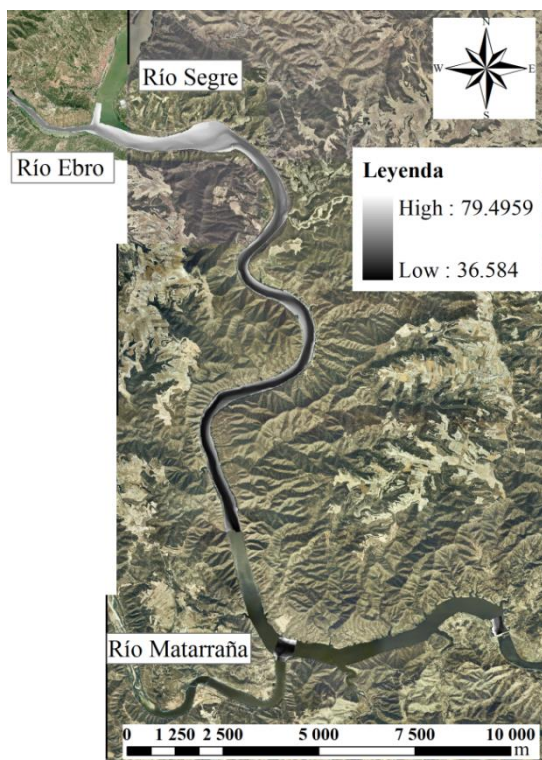 N
W E
S
Río Segre
Río Ebro
Leyenda
High : 79.4959
Low : 36.584
Río Matarraña
0 1 250 2 500 5 000 7 500 10 000
m